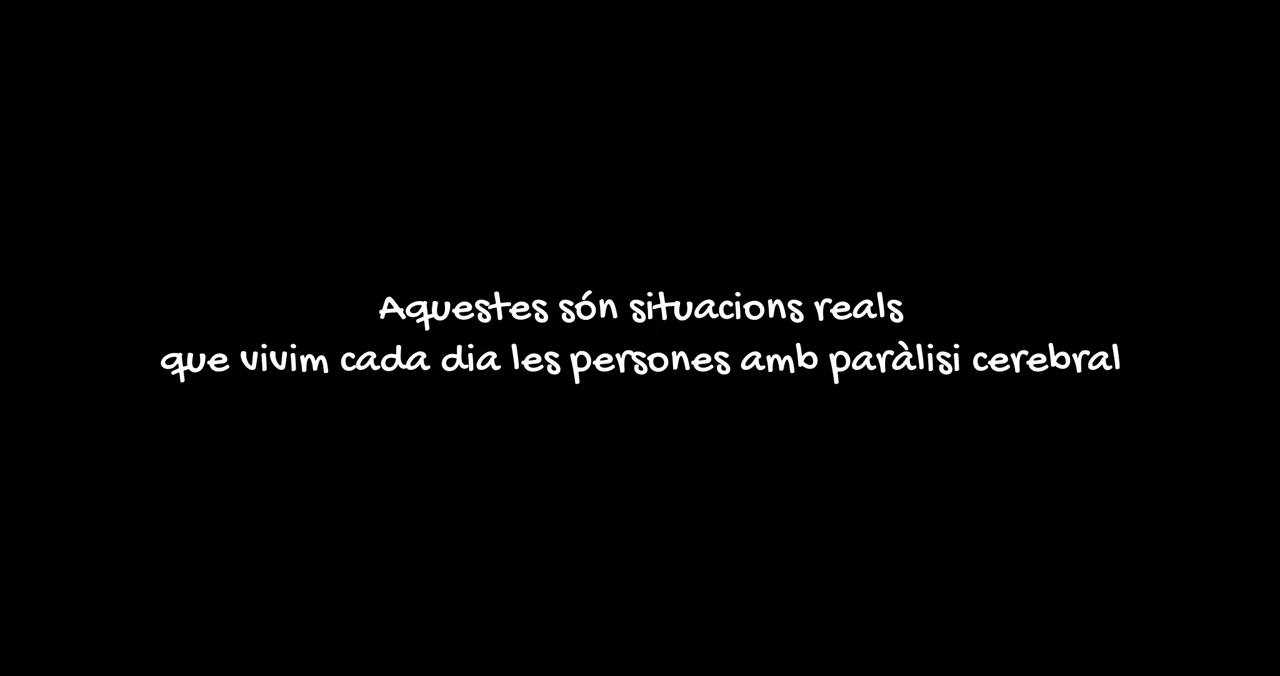 Aquestes són situacions reals
que vivim cada dia les persones amb paràlisi cerebral